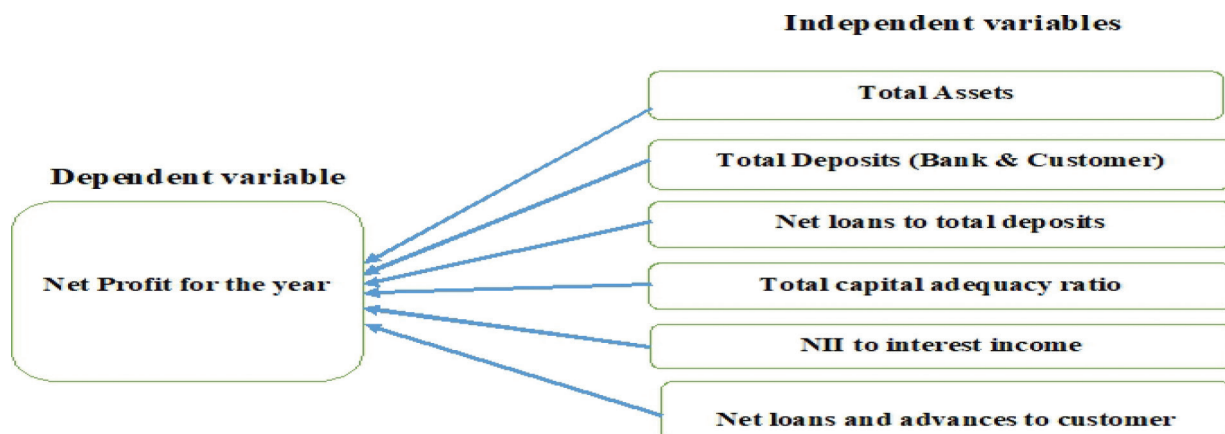 Independent variables
Total Assets
Total Deposits (Bank & Customer)
Dependent variable
Net loans to total deposits
Net Profit for the year
Total capital adequacy ratio
NII to interest income
Net loans and advances to customer